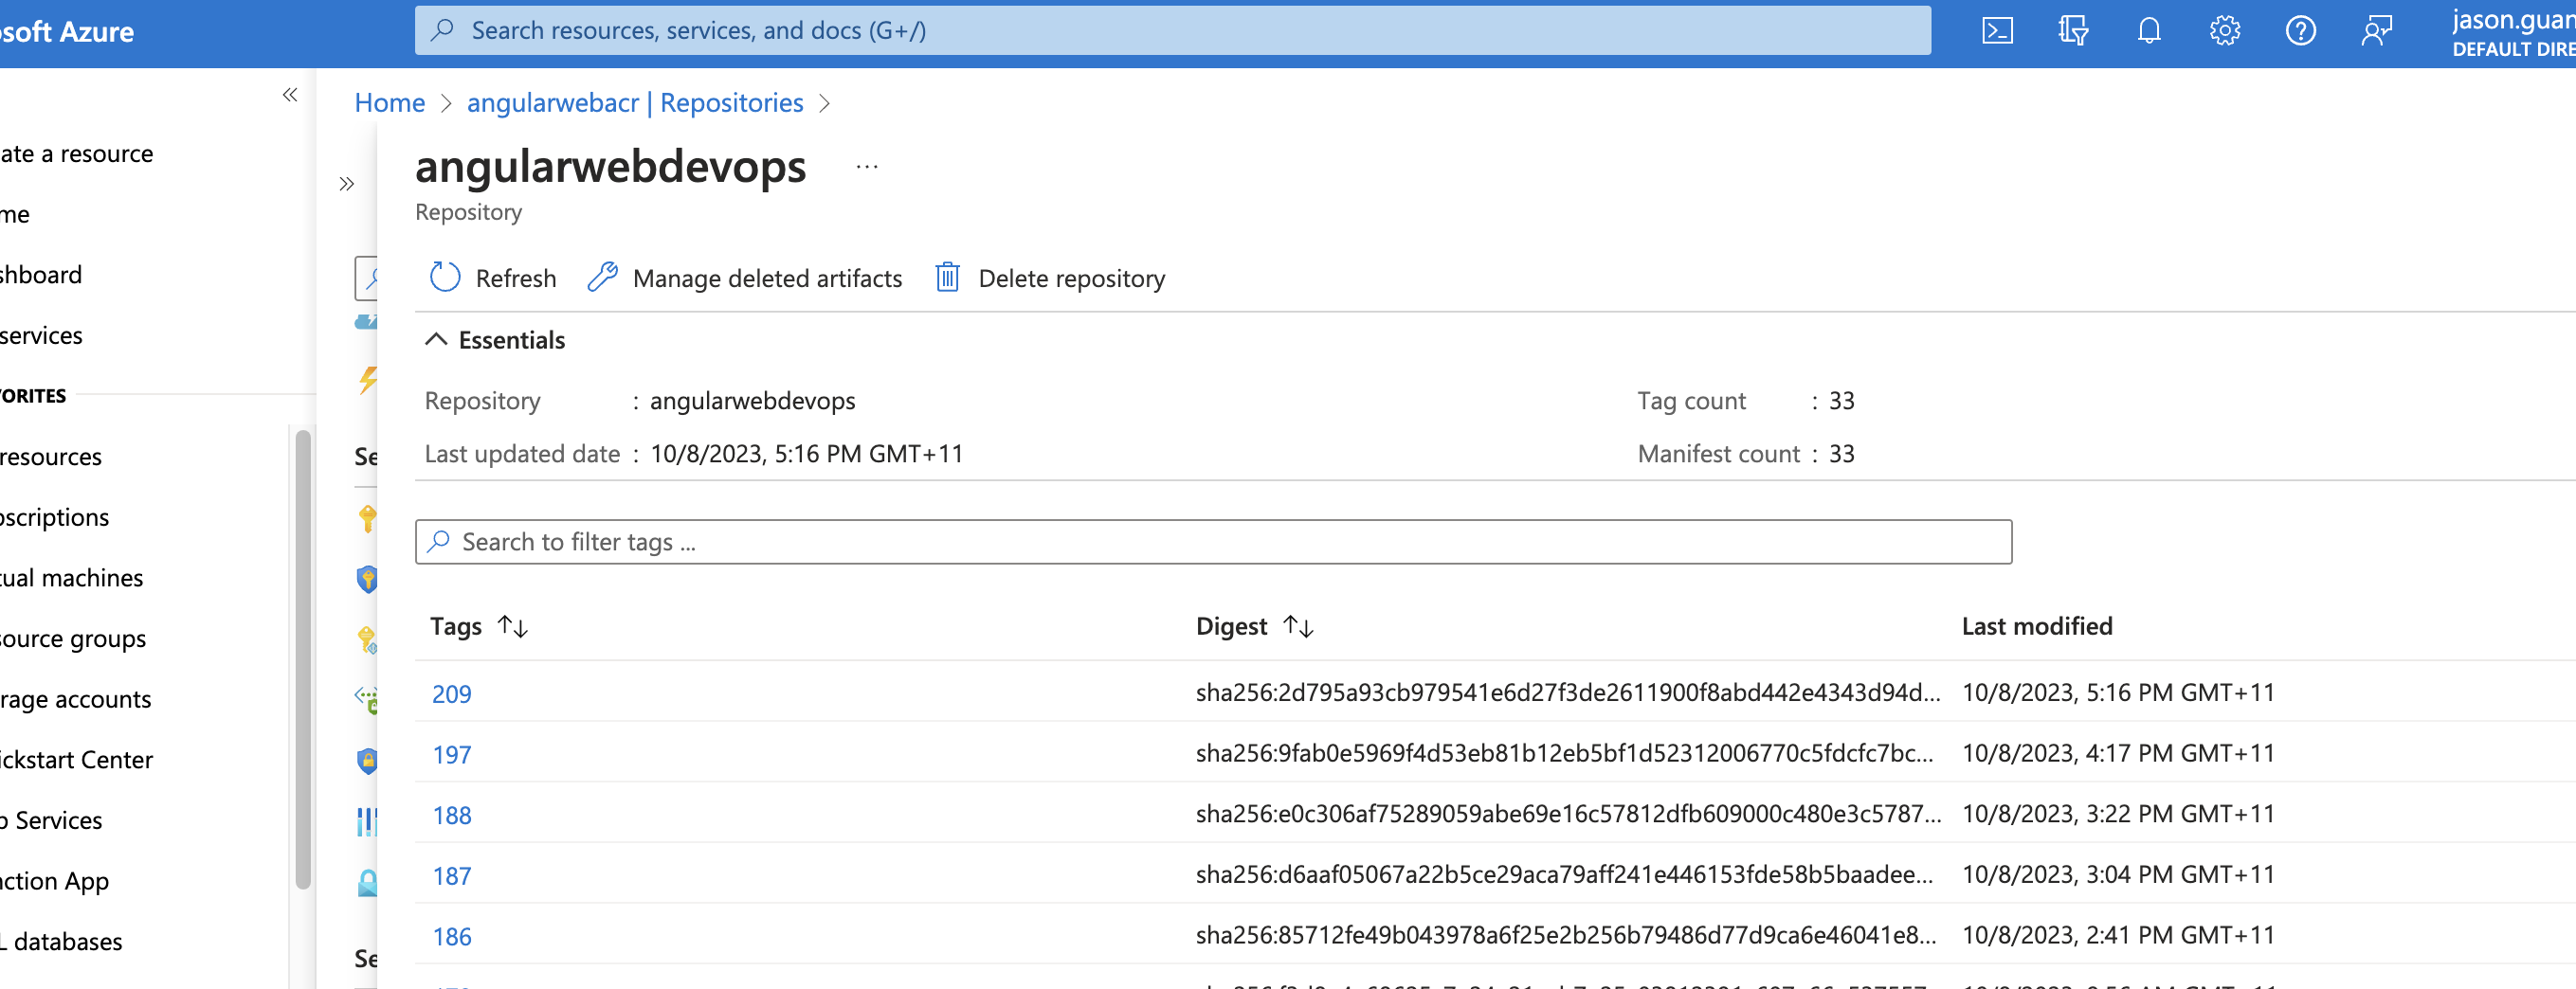 osoft Azure
Search resources, services, and docs (G+/)
jason.guan
DEFAULT DIRE
ate a resource
me
shboard
services
ORITES
resources
bscriptions
tual machines
source groups
rage accounts
ickstart Center
p Services
nction App
L databases
Home > angularwebacr | Repositories >
angularwebdevops ...
Repository
Refresh Manage deleted artifacts Delete repository
Se
Se
Essentials
Repository : angularwebdevops Tag count : 33
Last updated date : 10/8/2023, 5:16 PM GMT+11 Manifest count : 33
Search to filter tags ...
Tags ↑↓ Digest ↑↓ Last modified
209 sha256:2d795a93cb979541e6d27f3de2611900f8abd442e4343d94d... 10/8/2023, 5:16 PM GMT+11
197 sha256:9fab0e5969f4d53eb81b12eb5bf1d52312006770c5fdcfc7bc... 10/8/2023, 4:17 PM GMT+11
188 sha256:e0c306af75289059abe69e16c57812dfb609000c480e3c5787... 10/8/2023, 3:22 PM GMT+11
187 sha256:d6aaf05067a22b5ce29aca79aff241e446153fde58b5baadee... 10/8/2023, 3:04 PM GMT+11
186 sha256:85712fe49b043978a6f25e2b256b79486d77d9ca6e46041e8... 10/8/2023, 2:41 PM GMT+11